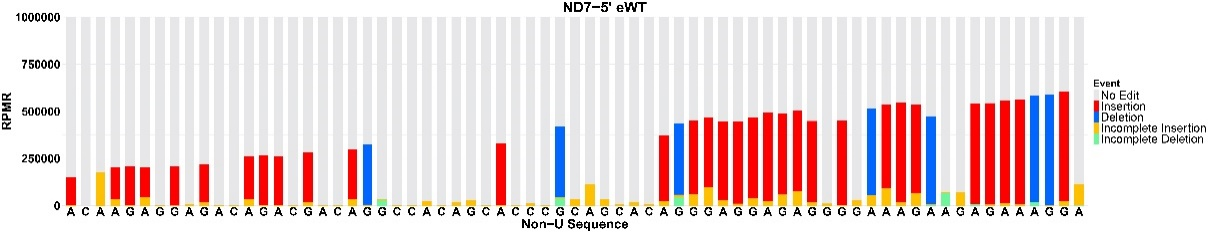 ND7−5' eWT
1000000
750000
500000
250000
0
RPMR
A C A A G A G G A G A C A G A C G A C A G G C C A C A G C A C C C G C A G C A C A G G G A G G A G A G G G G A A A G A A G A G A A A G G A
Non−U Sequence
Event
No Edit
Insertion
Deletion
Incomplete Insertion
Incomplete Deletion